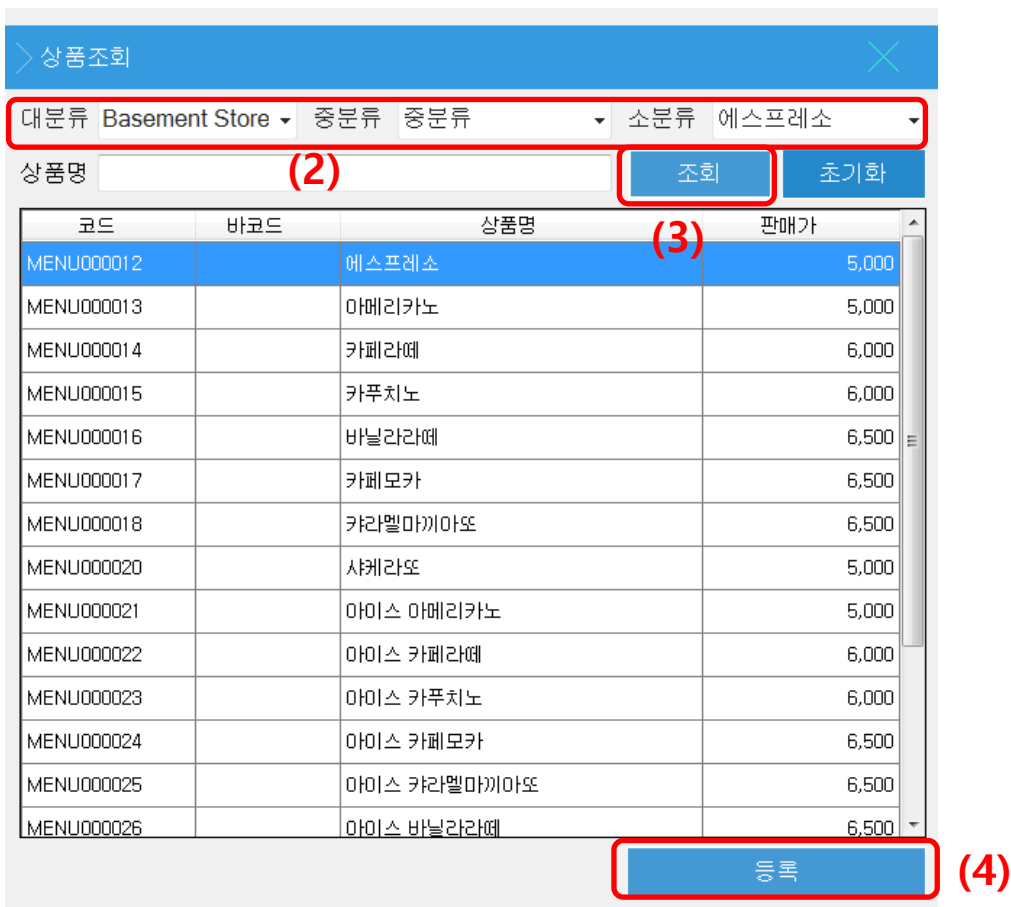 상품조회
대분류 Basement Store 중분류 중분류 소분류 에스프레소
상품명 (2) 조회 초기화
코드 바코드 상품명 (3) 판매가
MENU000012 에스프레소 5,000
MENU000013 아메리카노 5,000
MENU000014 카페라떼 6,000
MENU000015 카푸치노 6,000
MENU000016 바닐라라떼 6,500
MENU000017 카페모카 6,500
MENU000018 캬라멜마끼아또 6,500
MENU000020 샤케라또 5,000
MENU000021 아이스 아메리카노 5,000
MENU000022 아이스 카페라떼 6,000
MENU000023 아이스 카푸치노 6,000
MENU000024 아이스 카페모카 6,500
MENU000025 아이스 캬라멜마끼아또 6,500
MENU000026 아이스 바닐라라떼 6,500
등록 (4)